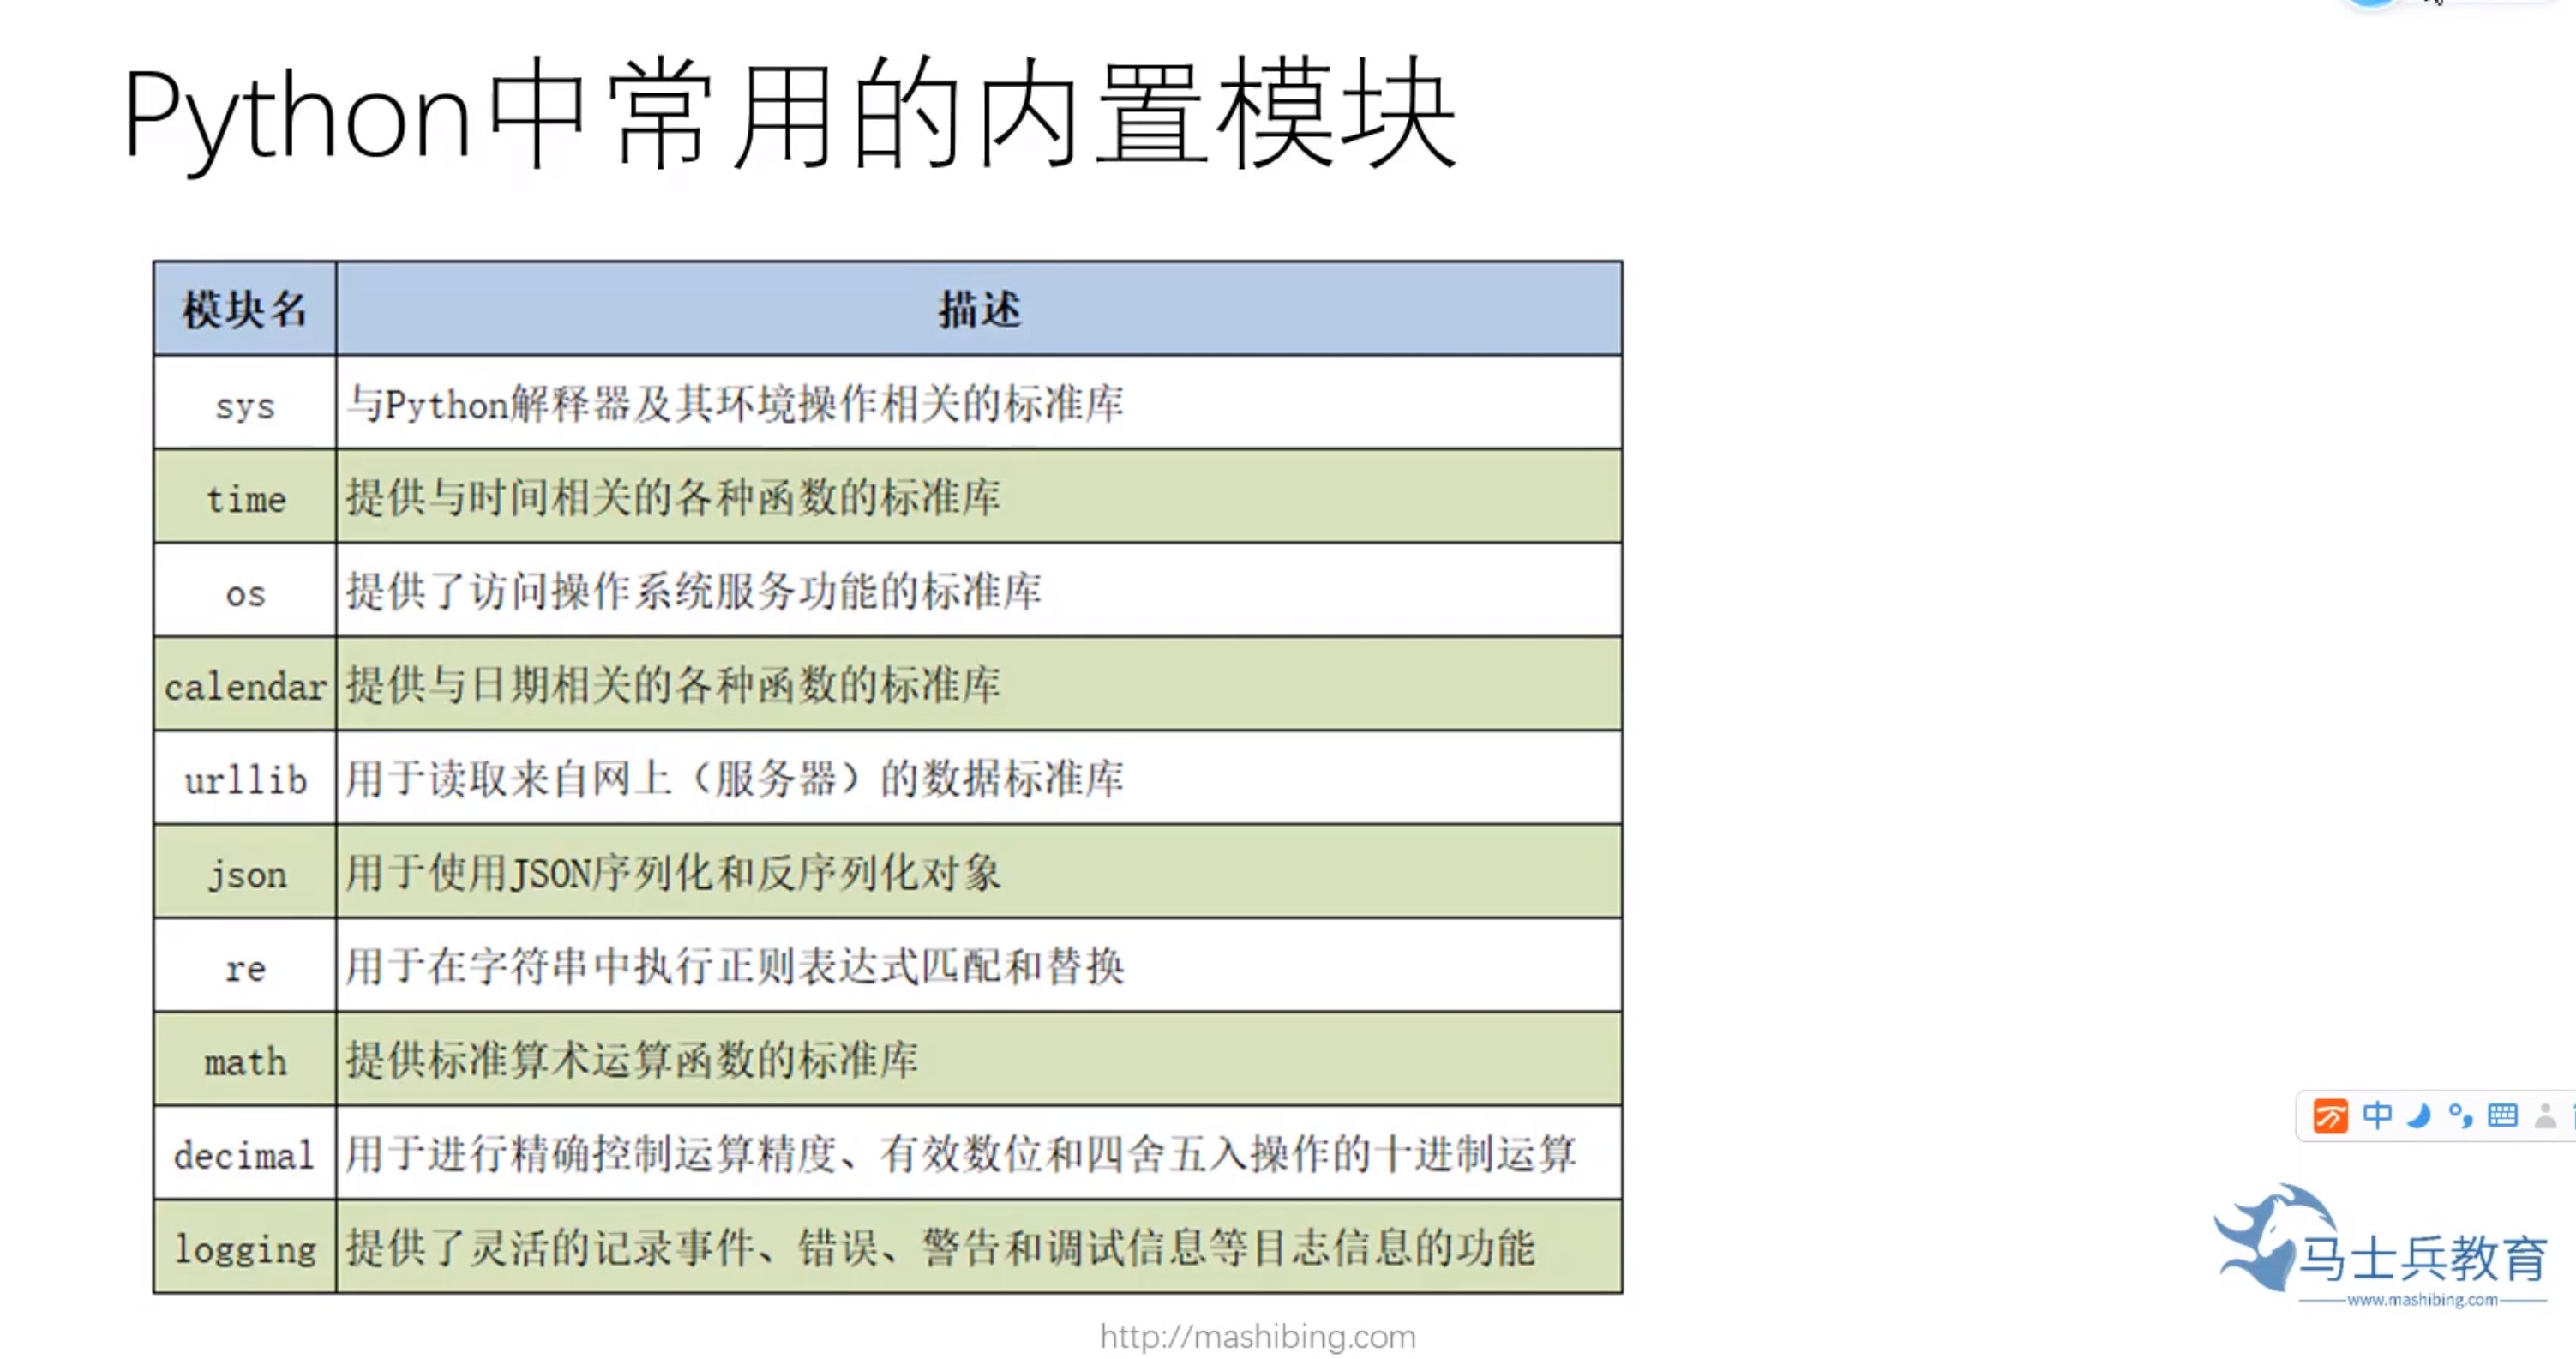 Python中常用的内置模块
模块名 描述
sys 与Python解释器及其环境操作相关的标准库
time 提供与时间相关的各种函数的标准库
os 提供了访问操作系统服务功能的标准库
calendar 提供与日期相关的各种函数的标准库
urllib 用于读取来自网上（服务器）的数据标准库
json 用于使用JSON序列化和反序列化对象
re 用于在字符串中执行正则表达式匹配和替换
math 提供标准算术运算函数的标准库
decimal 用于进行精确控制运算精度、有效数位和四舍五入操作的十进制运算
logging 提供了灵活的记录事件、错误、警告和调试信息等日志信息的功能
中
马士兵教育
www.mashibing.com
http://mashibing.com